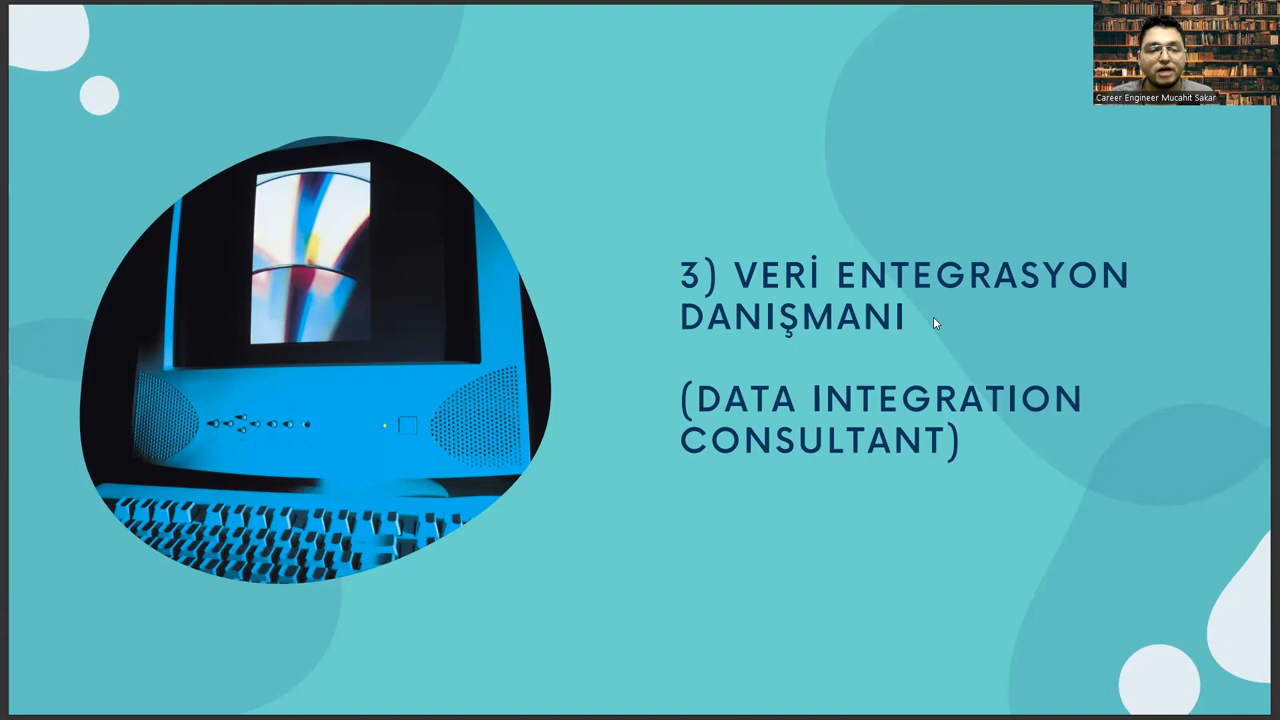 Career Engineer Mucahit Sakar
3) VERİ ENTEGRASYON
DANIŞMANI
(DATA INTEGRATION
CONSULTANT)